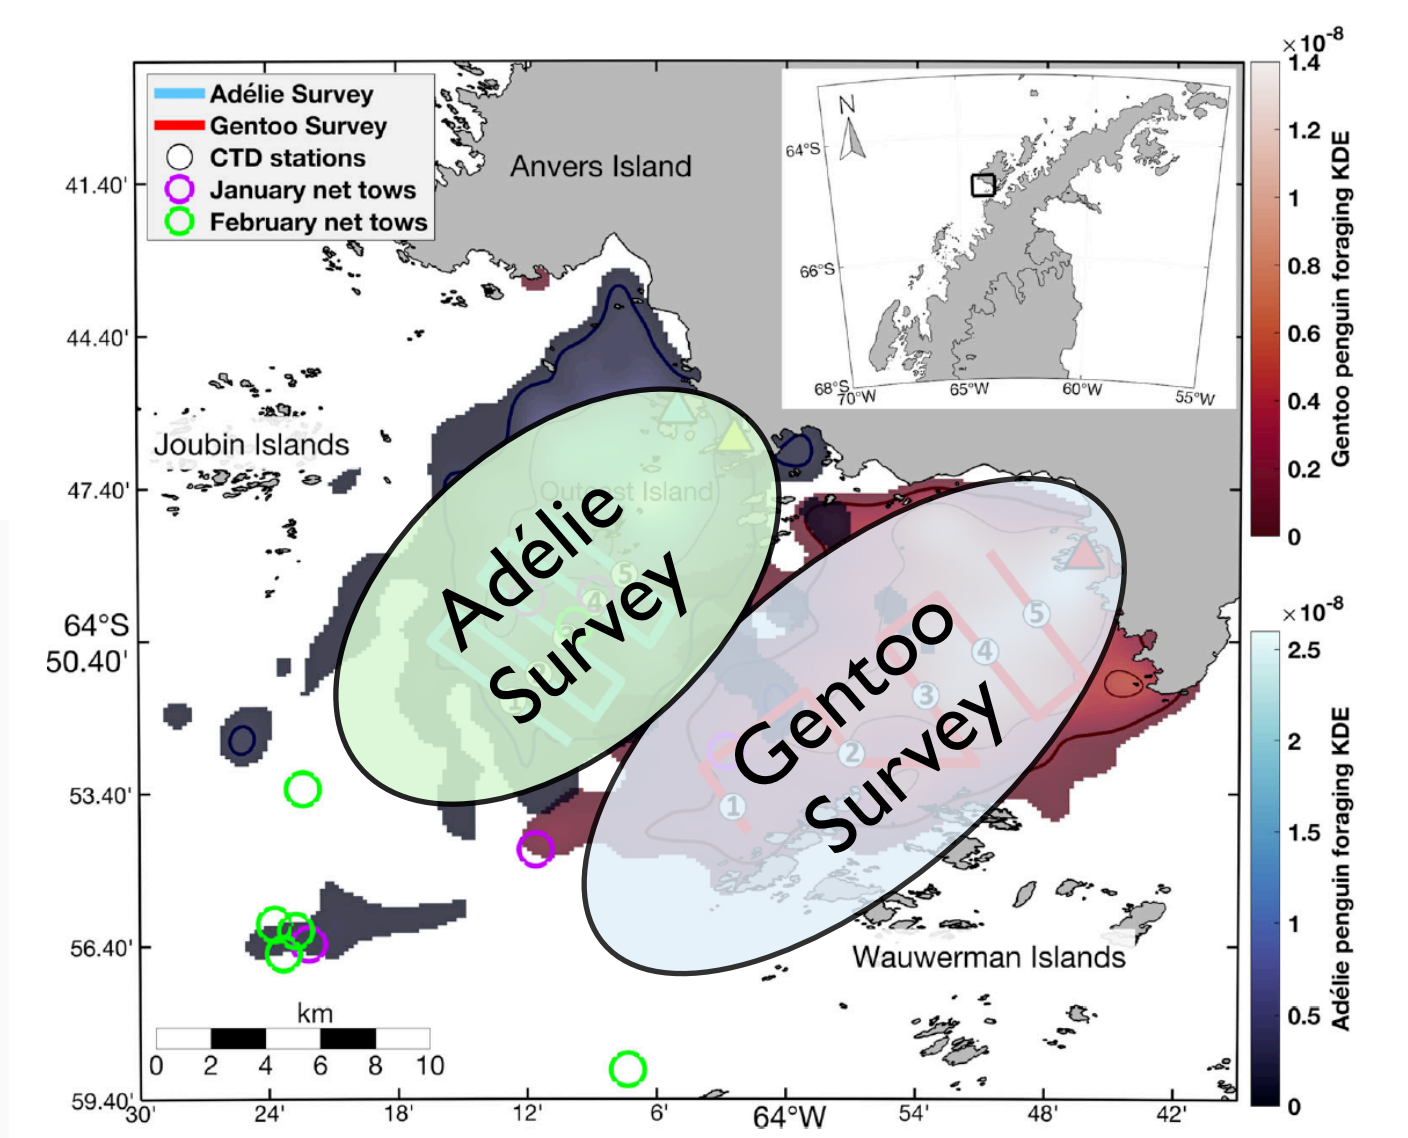 ×10⁻⁸
Adélie Survey
Gentoo Survey
CTD stations
January net tows
February net tows
Anvers Island
N
64°S
66°S
68°S
70°W
65°W
60°W
55°W
1.4
1.2
1
0.8
0.6
0.4
0.2
0
Gentoo penguin foraging KDE
41.40'
44.40'
47.40'
64°S
50.40'
53.40'
56.40'
59.40'
Joubin Islands
Outcast Island
Adélie
Survey
5
4
3
2
1
Gentoo
Survey
5
4
3
2
1
Wauwerman Islands
×10⁻⁸
2.5
2
1.5
1
0.5
0
Adélie penguin foraging KDE
km
0 2 4 6 8 10
30' 24' 18' 12' 6' 64°W 54' 48' 42'